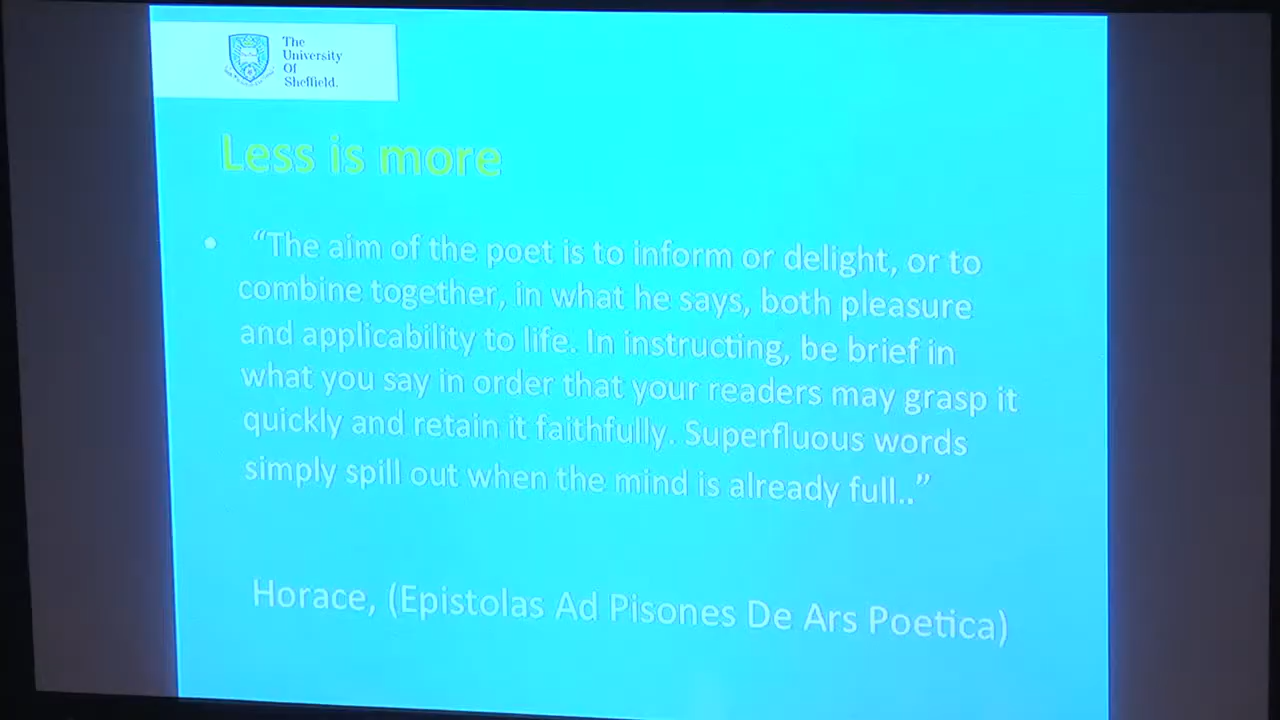 The
University
Of
Sheffield.
Less is more
• “The aim of the poet is to inform or delight, or to
combine together, in what he says, both pleasure
and applicability to life. In instructing, be brief in
what you say in order that your readers may grasp it
quickly and retain it faithfully. Superfluous words
simply spill out when the mind is already full..”
Horace, (Epistolas Ad Pisones De Ars Poetica)